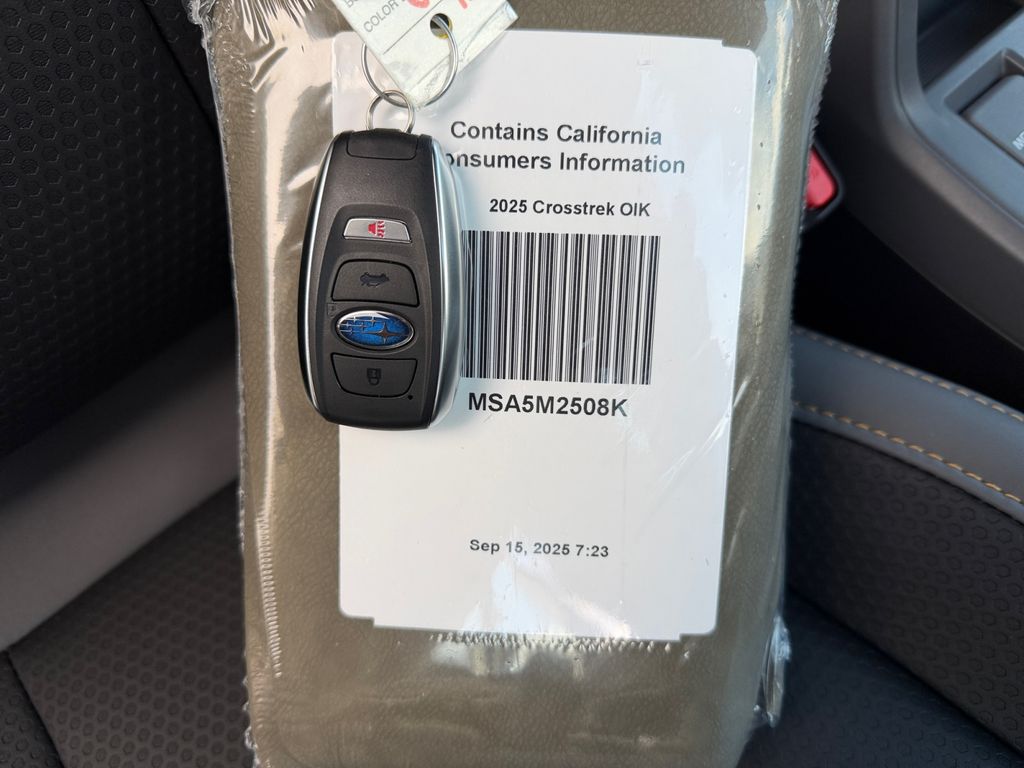 COLOR
Contains California
onsumers Information
2025 Crosstrek OIK
MSA5M2508K
Sep 15, 2025 7:23